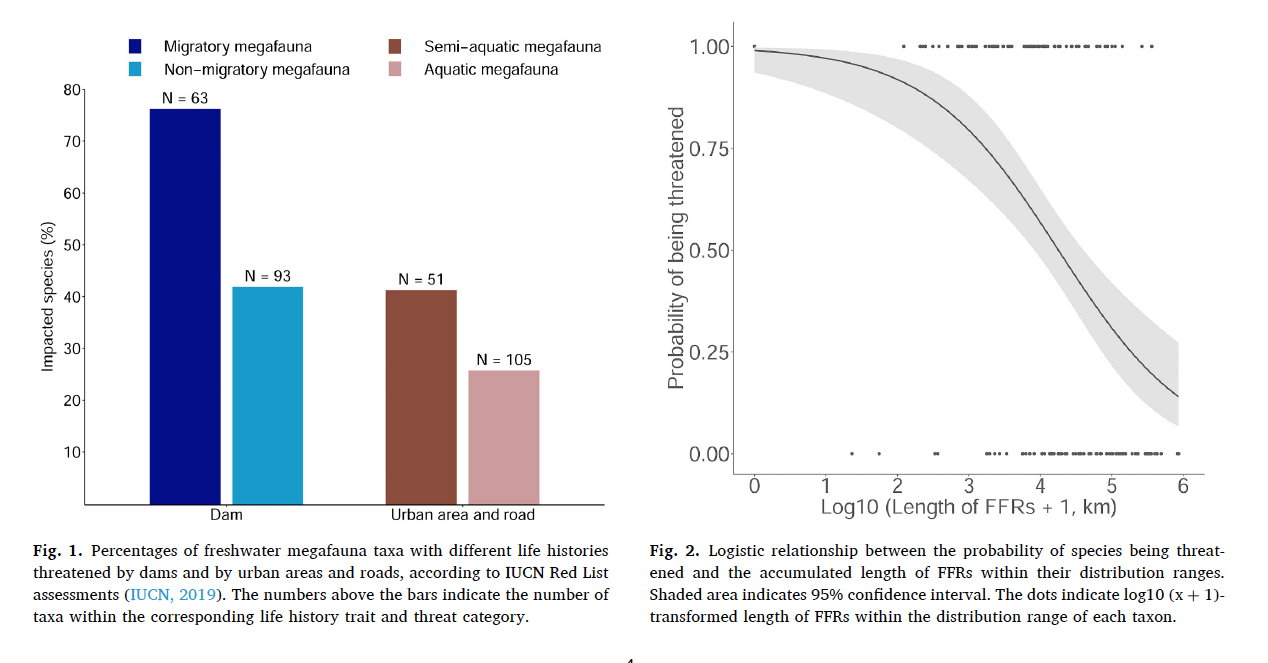 Migratory megafauna
Non-migratory megafauna
Semi-aquatic megafauna
Aquatic megafauna
80
70
60
50
40
30
20
10
Impacted species (%)
N = 63
N = 93
N = 51
N = 105
Dam
Urban area and road
Fig. 1. Percentages of freshwater megafauna taxa with different life histories
threatened by dams and by urban areas and roads, according to IUCN Red List
assessments (IUCN, 2019). The numbers above the bars indicate the number of
taxa within the corresponding life history trait and threat category.
1.00
0.75
0.50
0.25
0.00
Probability of being threatened
0 1 2 3 4 5 6
Log10 (Length of FFRs + 1, km)
Fig. 2. Logistic relationship between the probability of species being threat-
ened and the accumulated length of FFRs within their distribution ranges.
Shaded area indicates 95% confidence interval. The dots indicate log10 (x + 1)-
transformed length of FFRs within the distribution range of each taxon.